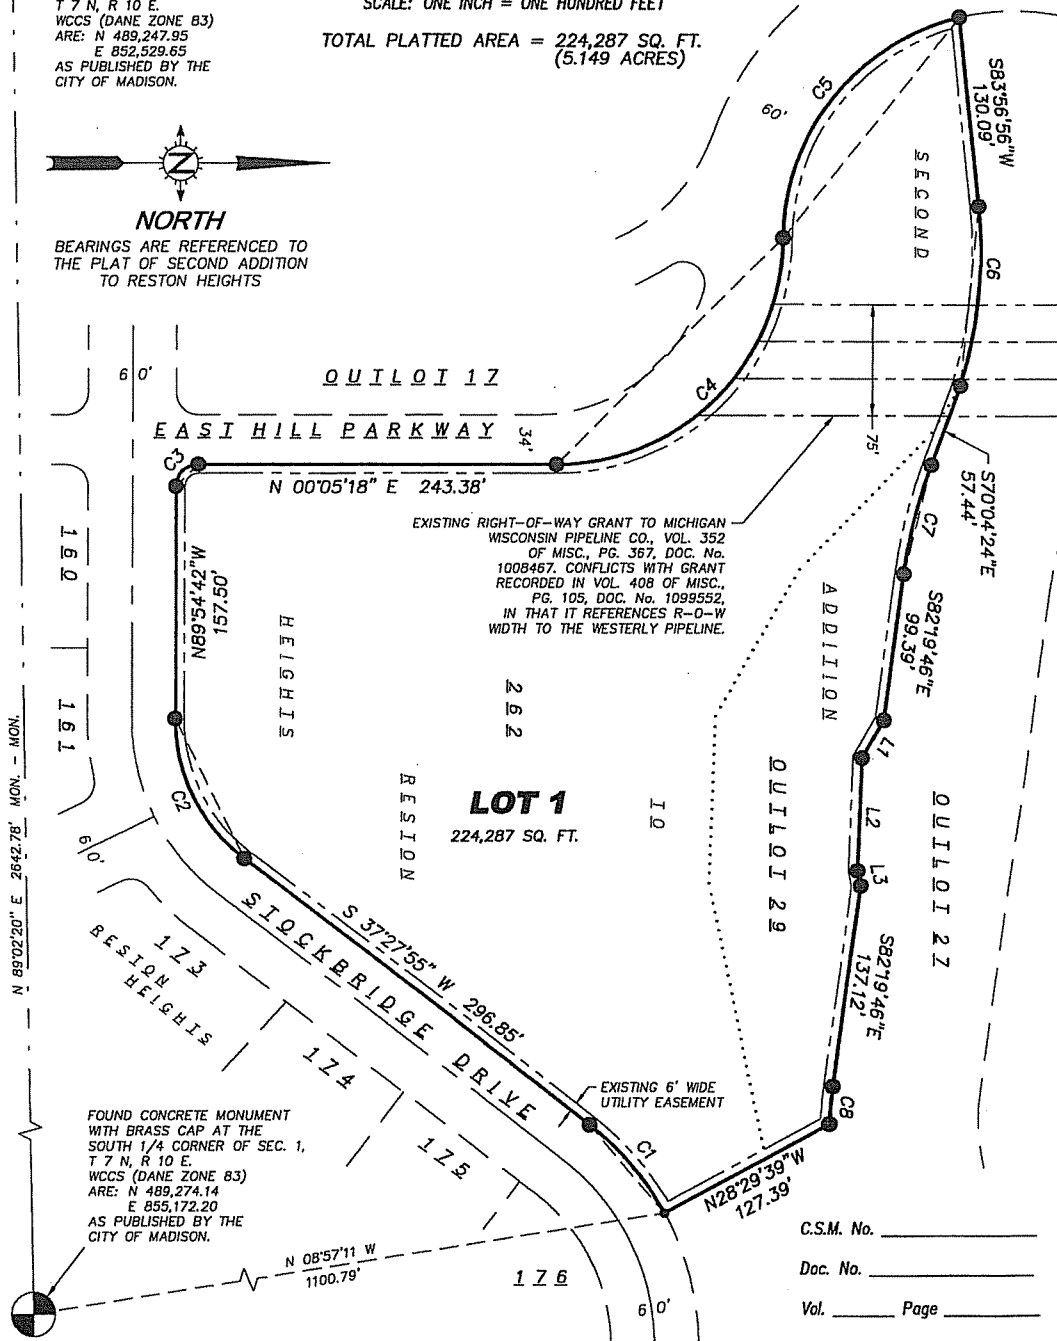 T 7 N, R 10 E.
WCCS (DANE ZONE 83)
ARE: N 489,247.95
E 852,529.65
AS PUBLISHED BY THE
CITY OF MADISON.
SCALE: ONE INCH = ONE HUNDRED FEET
TOTAL PLATTED AREA = 224,287 SQ. FT.
(5.149 ACRES)
N
NORTH
BEARINGS ARE REFERENCED TO
THE PLAT OF SECOND ADDITION
TO RESTON HEIGHTS
C5
60'
S83°56'56"W
130.09'
SECOND
C6
60'
OUTLOT 17
EAST HILL PARKWAY
34'
C4
75'
C3
N 00°05'18" E 243.38'
S70°04'24"E
57.44'
C7
EXISTING RIGHT-OF-WAY GRANT TO MICHIGAN
WISCONSIN PIPELINE CO., VOL. 352
OF MISC., PG. 367, DOC. No.
1008467. CONFLICTS WITH GRANT
RECORDED IN VOL. 408 OF MISC.,
PG. 105, DOC. No. 1099552,
IN THAT IT REFERENCES R-O-W
WIDTH TO THE WESTERLY PIPELINE.
160
N89°54'42"W
157.50'
HEIGHTS
ADDITION
S82°19'46"E
99.39'
161
262
L1
C2
RESTON
LOT 1
224,287 SQ. FT.
TO
OUTLOT 29
L2
OUTLOT 27
L3
N 89°02'20" E 2642.78' MON. - MON.
60'
STOCKBRIDGE DRIVE
S 37°27'55" W 296.85'
S82°19'46"E
137.12'
173
RESTON
HEIGHTS
174
175
EXISTING 6' WIDE
UTILITY EASEMENT
C8
C1
N28°29'39"W
127.39'
FOUND CONCRETE MONUMENT
WITH BRASS CAP AT THE
SOUTH 1/4 CORNER OF SEC. 1,
T 7 N, R 10 E.
WCCS (DANE ZONE 83)
ARE: N 489,274.14
E 855,172.20
AS PUBLISHED BY THE
CITY OF MADISON.
N 08°57'11 W
1100.79'
176
60'
C.S.M. No.
Doc. No.
Vol. Page